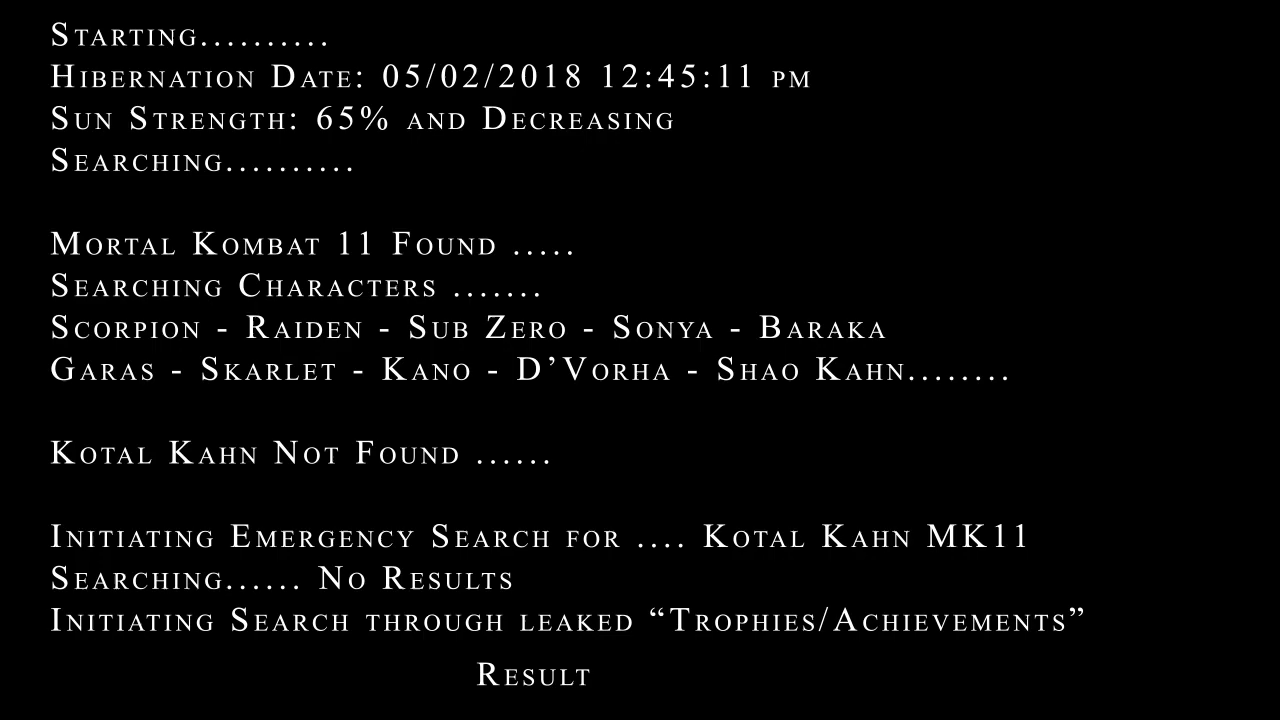 Starting..........
Hibernation Date: 05/02/2018 12:45:11 pm
Sun Strength: 65% and Decreasing
Searching..........
Mortal Kombat 11 Found .....
Searching Characters .......
Scorpion - Raiden - Sub Zero - Sonya - Baraka
Garas - Skarlet - Kano - D’Vorha - Shao Kahn........
Kotal Kahn Not Found ......
Initiating Emergency Search for .... Kotal Kahn MK11
Searching...... No Results
Initiating Search through leaked “Trophies/Achievements”
Result